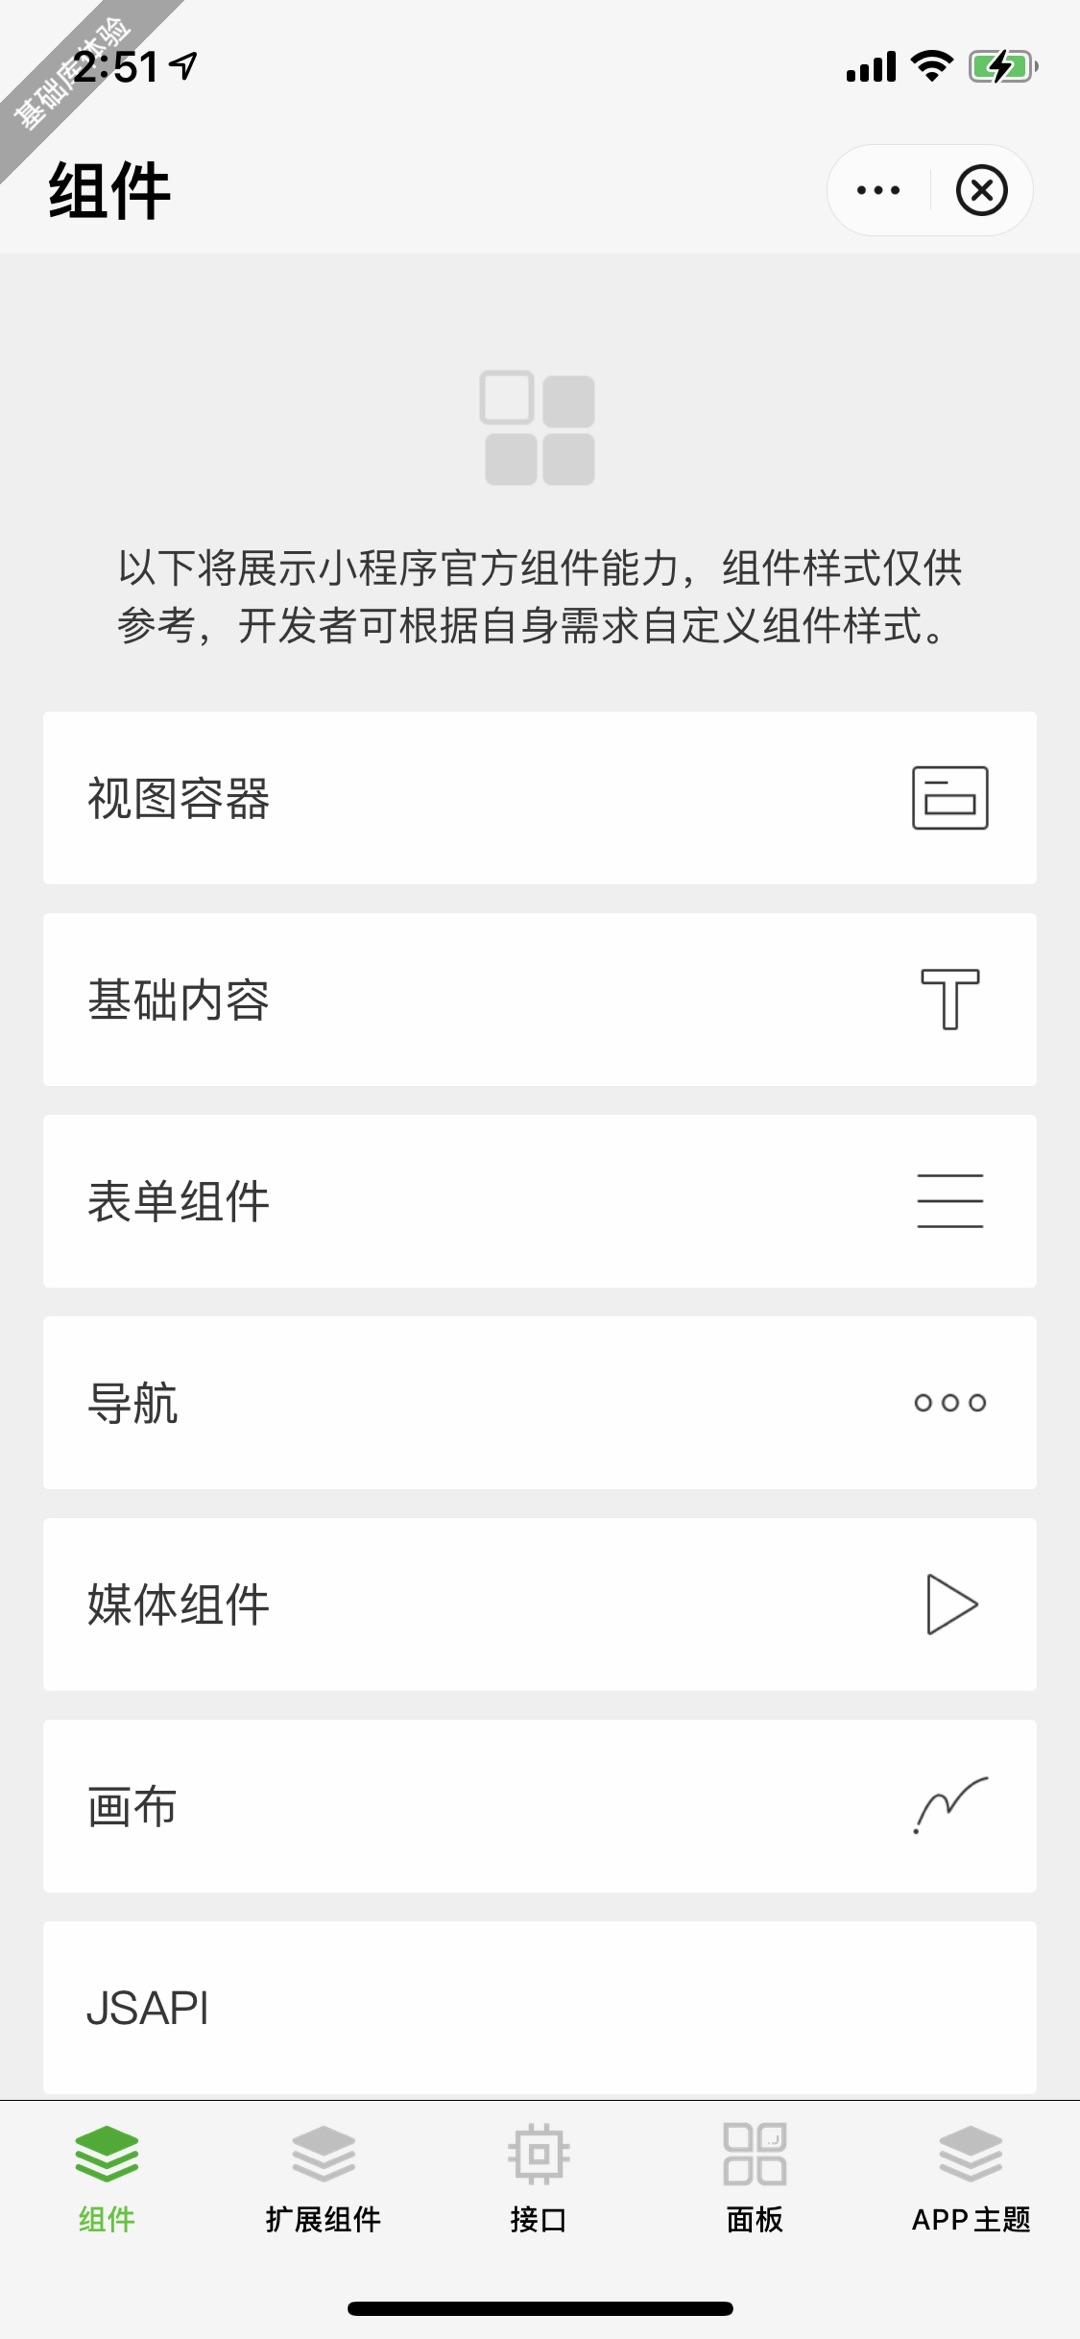 基础库体验
2:51
组件
以下将展示小程序官方组件能力，组件样式仅供
参考，开发者可根据自身需求自定义组件样式。
视图容器
基础内容
表单组件
导航
媒体组件
画布
JSAPI
组件
扩展组件
接口
面板
APP主题